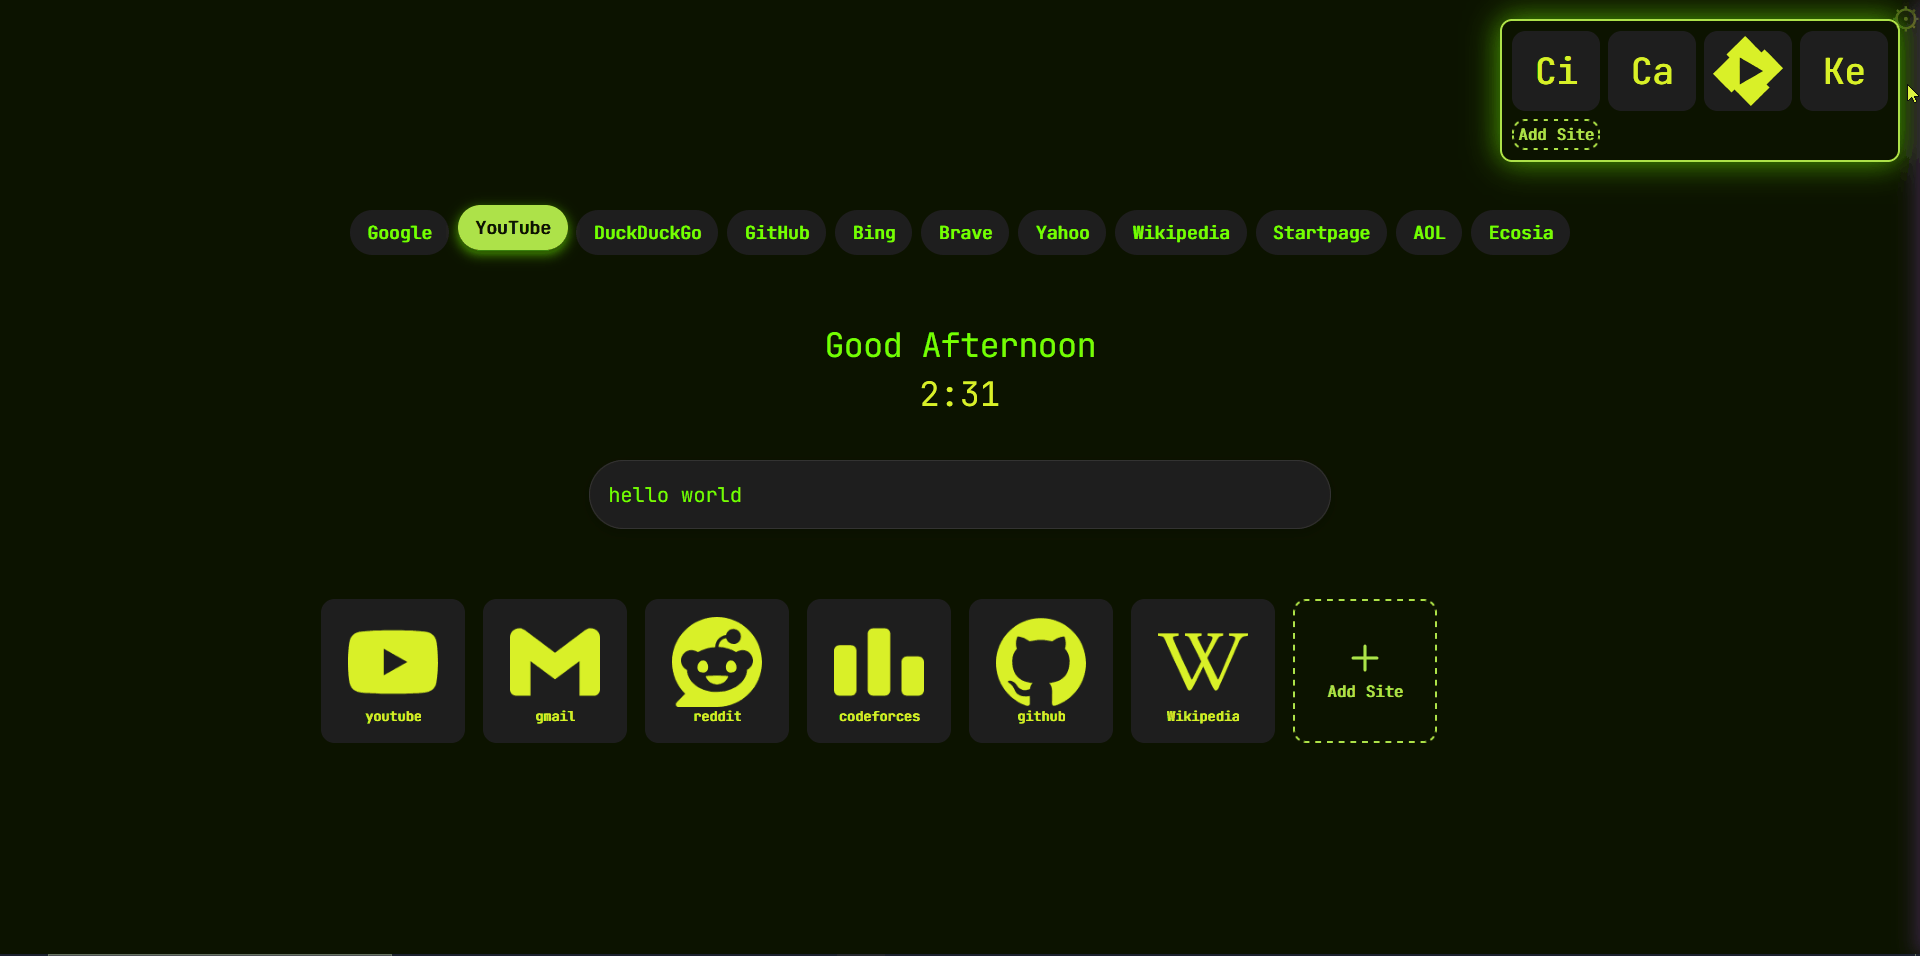 Ci Ca Ke
Add Site
Google YouTube DuckDuckGo GitHub Bing Brave Yahoo Wikipedia Startpage AOL Ecosia
Good Afternoon
2:31
hello world
youtube gmail reddit codeforces github Wikipedia
Add Site